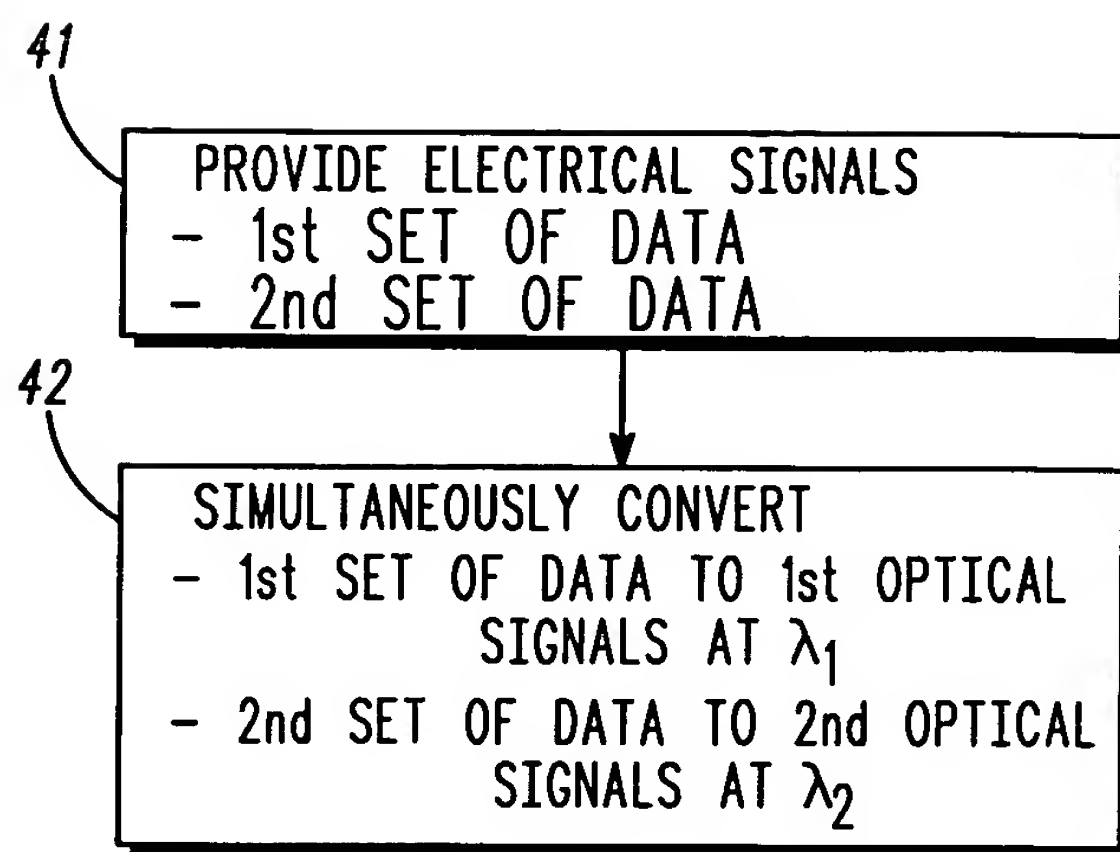 41
PROVIDE ELECTRICAL SIGNALS
- 1st SET OF DATA
- 2nd SET OF DATA
42
SIMULTANEOUSLY CONVERT
- 1st SET OF DATA TO 1st OPTICAL
SIGNALS AT λ1
- 2nd SET OF DATA TO 2nd OPTICAL
SIGNALS AT λ2